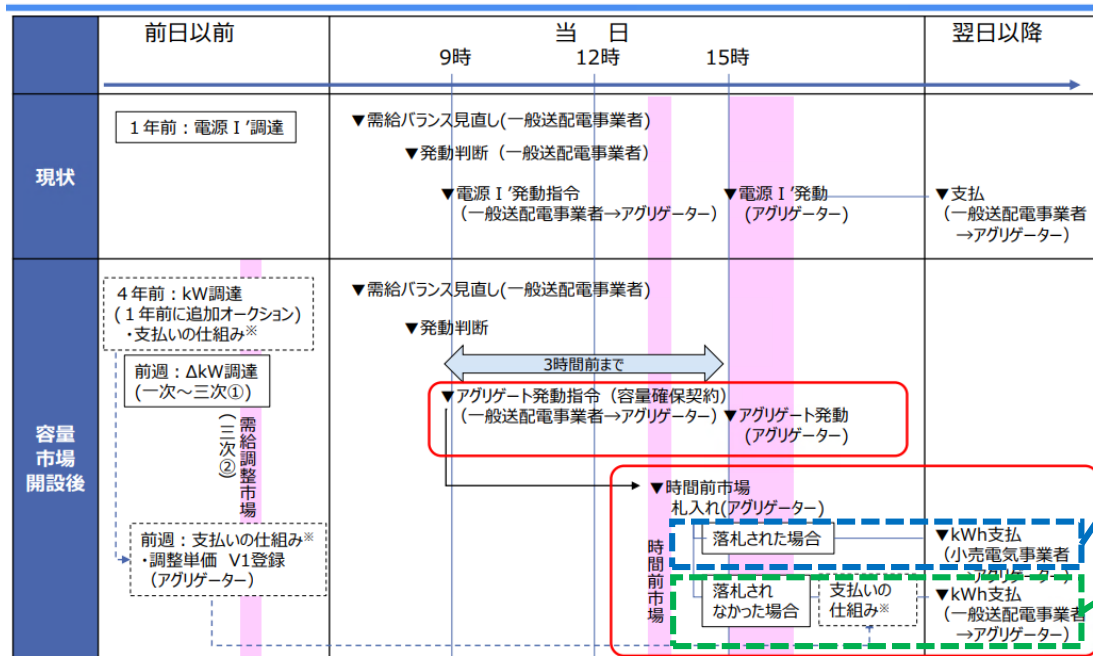 前日以前
当 日
翌日以降
9時
12時
15時
現状
1年前：電源Ⅰ’調達
▼需給バランス見直し(一般送配電事業者)
▼発動判断（一般送配電事業者）
▼電源Ⅰ’発動指令
（一般送配電事業者→アグリゲーター）
▼電源Ⅰ’発動
(アグリゲーター)
▼支払
（一般送配電事業者
→アグリゲーター）
容量
市場
開設後
４年前：kW調達
(１年前に追加オークション)
・支払いの仕組み※
前週：ΔkW調達
(一次～三次①)
需給調整市場
(三次②)
前週：支払いの仕組み※
・調整単価 V1登録
（アグリゲーター）
▼需給バランス見直し(一般送配電事業者)
▼発動判断
3時間前まで
▼アグリゲート発動指令（容量確保契約）
（一般送配電事業者→アグリゲーター）
▼アグリゲート発動
(アグリゲーター)
▼時間前市場
札入れ(アグリゲーター)
時間前市場
落札された場合
▼kWh支払
（小売電気事業者
→アグリゲーター）
落札され
なかった場合
支払いの
仕組み※
▼kWh支払
（一般送配電事業者
→アグリゲーター）